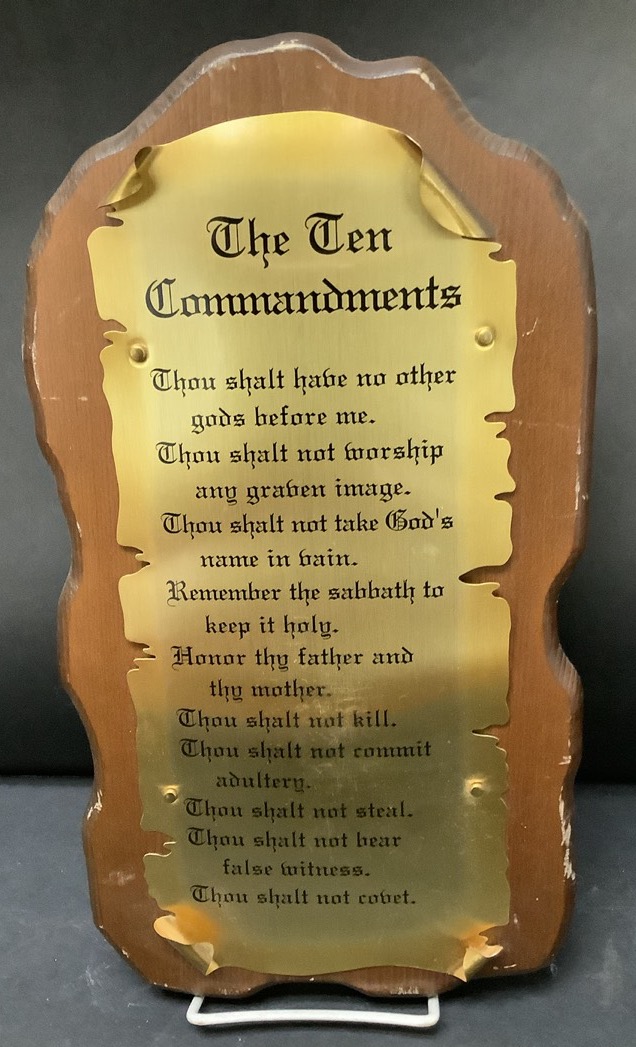 The Ten
Commandments
Thou shalt have no other
gods before me.
Thou shalt not worship
any graven image.
Thou shalt not take God's
name in vain.
Remember the sabbath to
keep it holy.
Honor thy father and
thy mother.
Thou shalt not kill.
Thou shalt not commit
adultery.
Thou shalt not steal.
Thou shalt not bear
false witness.
Thou shalt not covet.